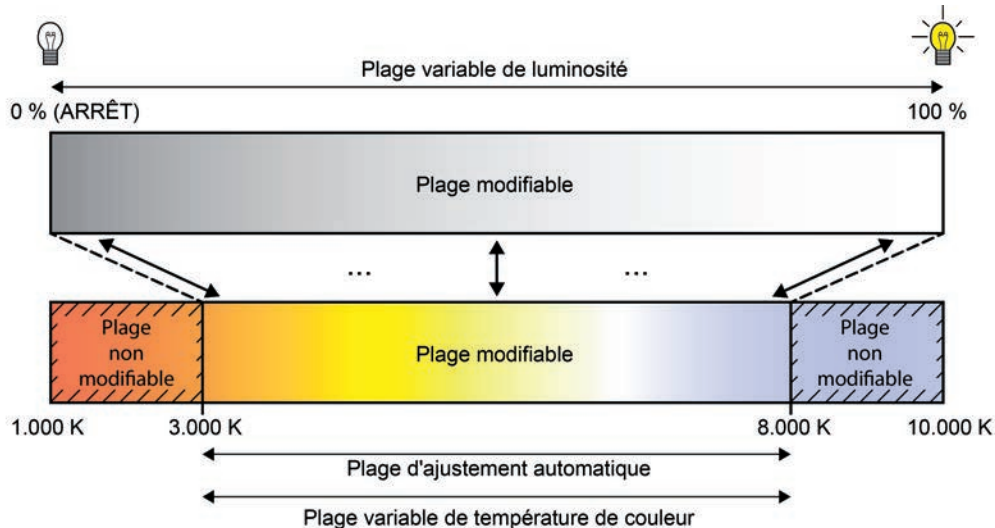 Plage variable de luminosité
0 % (ARRÊT) 100 %
Plage modifiable
... ...
Plage
non
modifiable
Plage modifiable
Plage
non
modifiable
1.000 K 3.000 K 8.000 K 10.000 K
Plage d'ajustement automatique
Plage variable de température de couleur